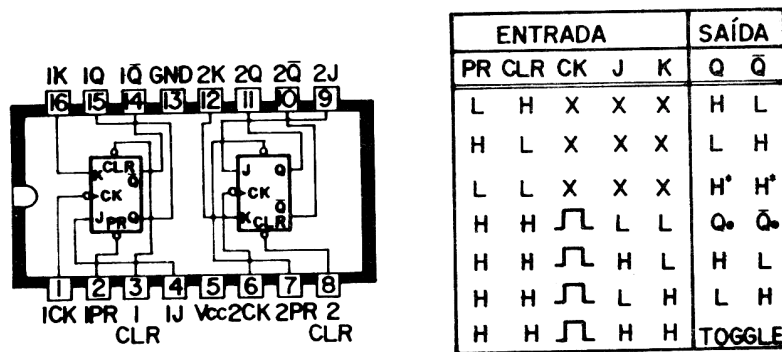 1K 1Q 1Q̄ GND 2K 2Q 2Q̄ 2J
16 15 14 13 12 11 10 9
K CLR Q̄
CK
J PR Q
J Q
CK
K CLR Q̄
1 2 3 4 5 6 7 8
1CK 1PR 1 CLR 1J Vcc 2CK 2PR 2 CLR
ENTRADA SAÍDA
PR CLR CK J K Q Q̄
L H X X X H L
H L X X X L H
L L X X X H* H*
H H L L Q• Q̄•
H H H L H L
H H L H L H
H H H H TOGGLE